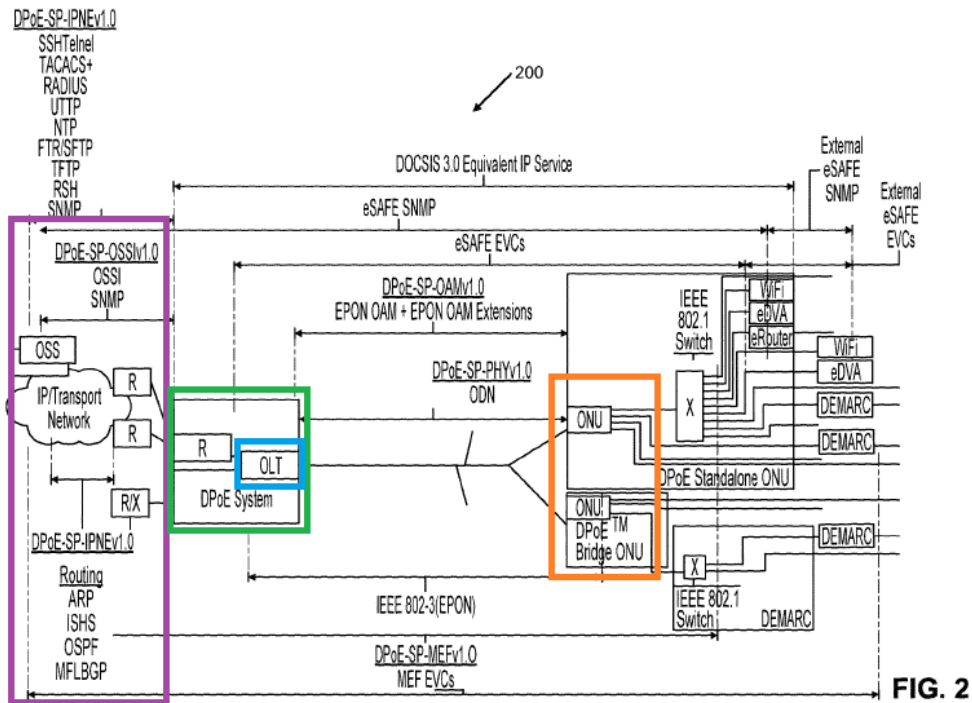 DPoE-SP-IPNEv1.0
SSHTelnel
TACACS+
RADIUS
UTTP
NTP
FTR/SFTP
TFTP
RSH
SNMP
200
DOCSIS 3.0 Equivalent IP Service
External
eSAFE
SNMP
External
eSAFE
EVCs
eSAFE SNMP
eSAFE EVCs
DPoE-SP-OSSIv1.0
OSSI
SNMP
DPoE-SP-OAMv1.0
EPON OAM + EPON OAM Extensions
DPoE-SP-PHYv1.0
ODN
OSS
IP/Transport
Network
R
R
R/X
R
OLT
DPoE System
ONU
IEEE
802.1
Switch
X
WiFi
eDVA
eRouter
WiFi
eDVA
DEMARC
DEMARC
DPoE Standalone ONU
ONU
DPoE TM
Bridge ONU
X
IEEE 802.1
Switch
DEMARC
DEMARC
DPoE-SP-IPNEv1.0
Routing
ARP
ISHS
OSPF
MFLBGP
IEEE 802-3(EPON)
DPoE-SP-MEFv1.O
MEF EVCs
FIG. 2